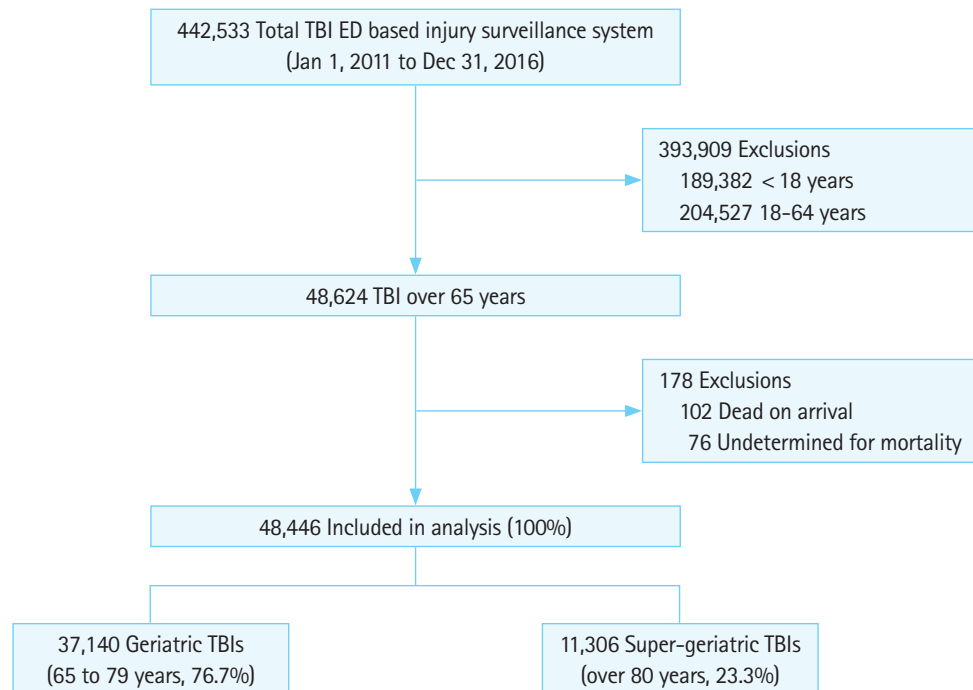 442,533 Total TBI ED based injury surveillance system
(Jan 1, 2011 to Dec 31, 2016)
393,909 Exclusions
189,382 < 18 years
204,527 18-64 years
48,624 TBI over 65 years
178 Exclusions
102 Dead on arrival
76 Undetermined for mortality
48,446 Included in analysis (100%)
37,140 Geriatric TBIs
(65 to 79 years, 76.7%)
11,306 Super-geriatric TBIs
(over 80 years, 23.3%)